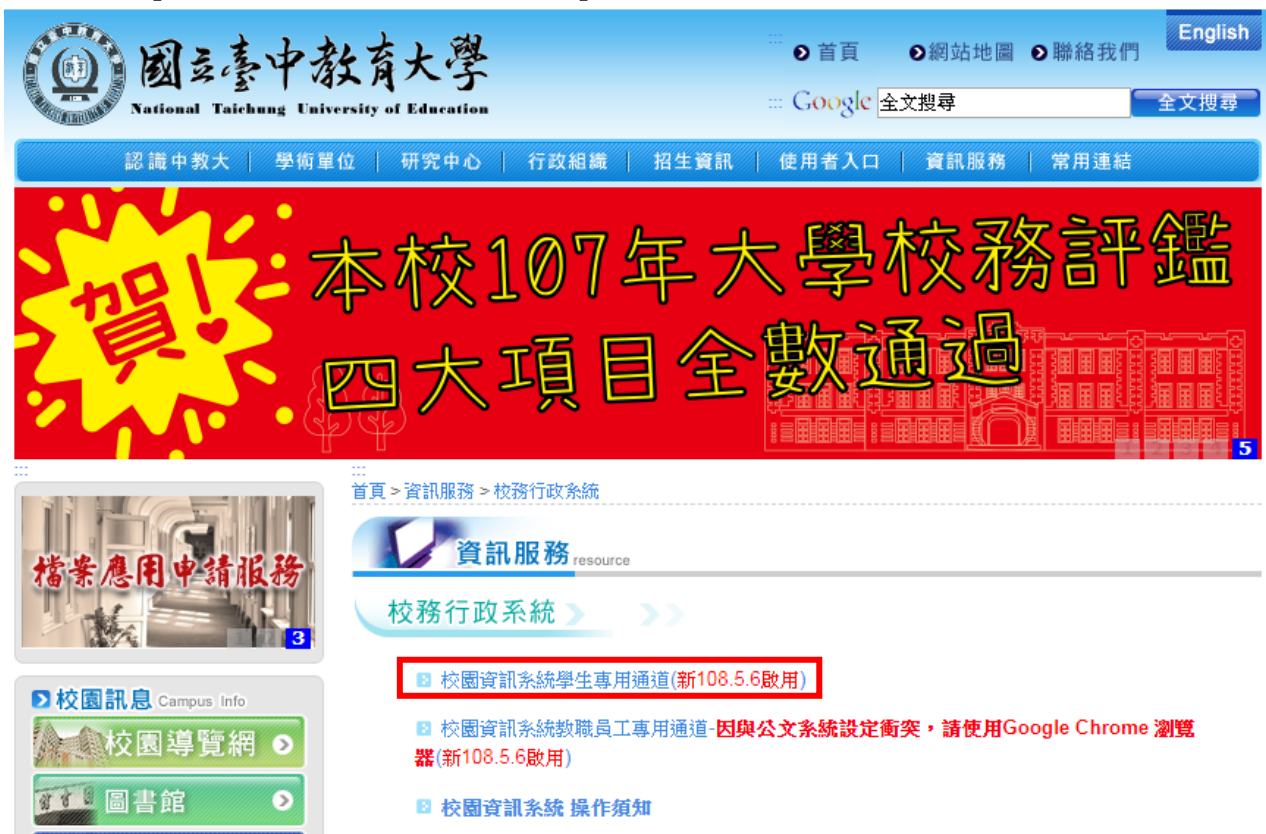 English
國立臺中教育大學
National Taichung University of Education
::: 首頁 網站地圖 聯絡我們
::: Google 全文搜尋 全文搜尋
認識中教大 | 學術單位 | 研究中心 | 行政組織 | 招生資訊 | 使用者入口 | 資訊服務 | 常用連結
賀!
本校107年大學校務評鑑
四大項目全數通過
1 2 3 4 5
:::
檔案應用申請服務
1 2 3
校園訊息 Campus Info
校園導覽網
圖書館
:::
首頁 > 資訊服務 > 校務行政系統
資訊服務 resource
校務行政系統
校園資訊系統學生專用通道(新108.5.6啟用)
校園資訊系統教職員工專用通道-因與公文系統設定衝突，請使用Google Chrome 瀏覽
器(新108.5.6啟用)
校園資訊系統 操作須知